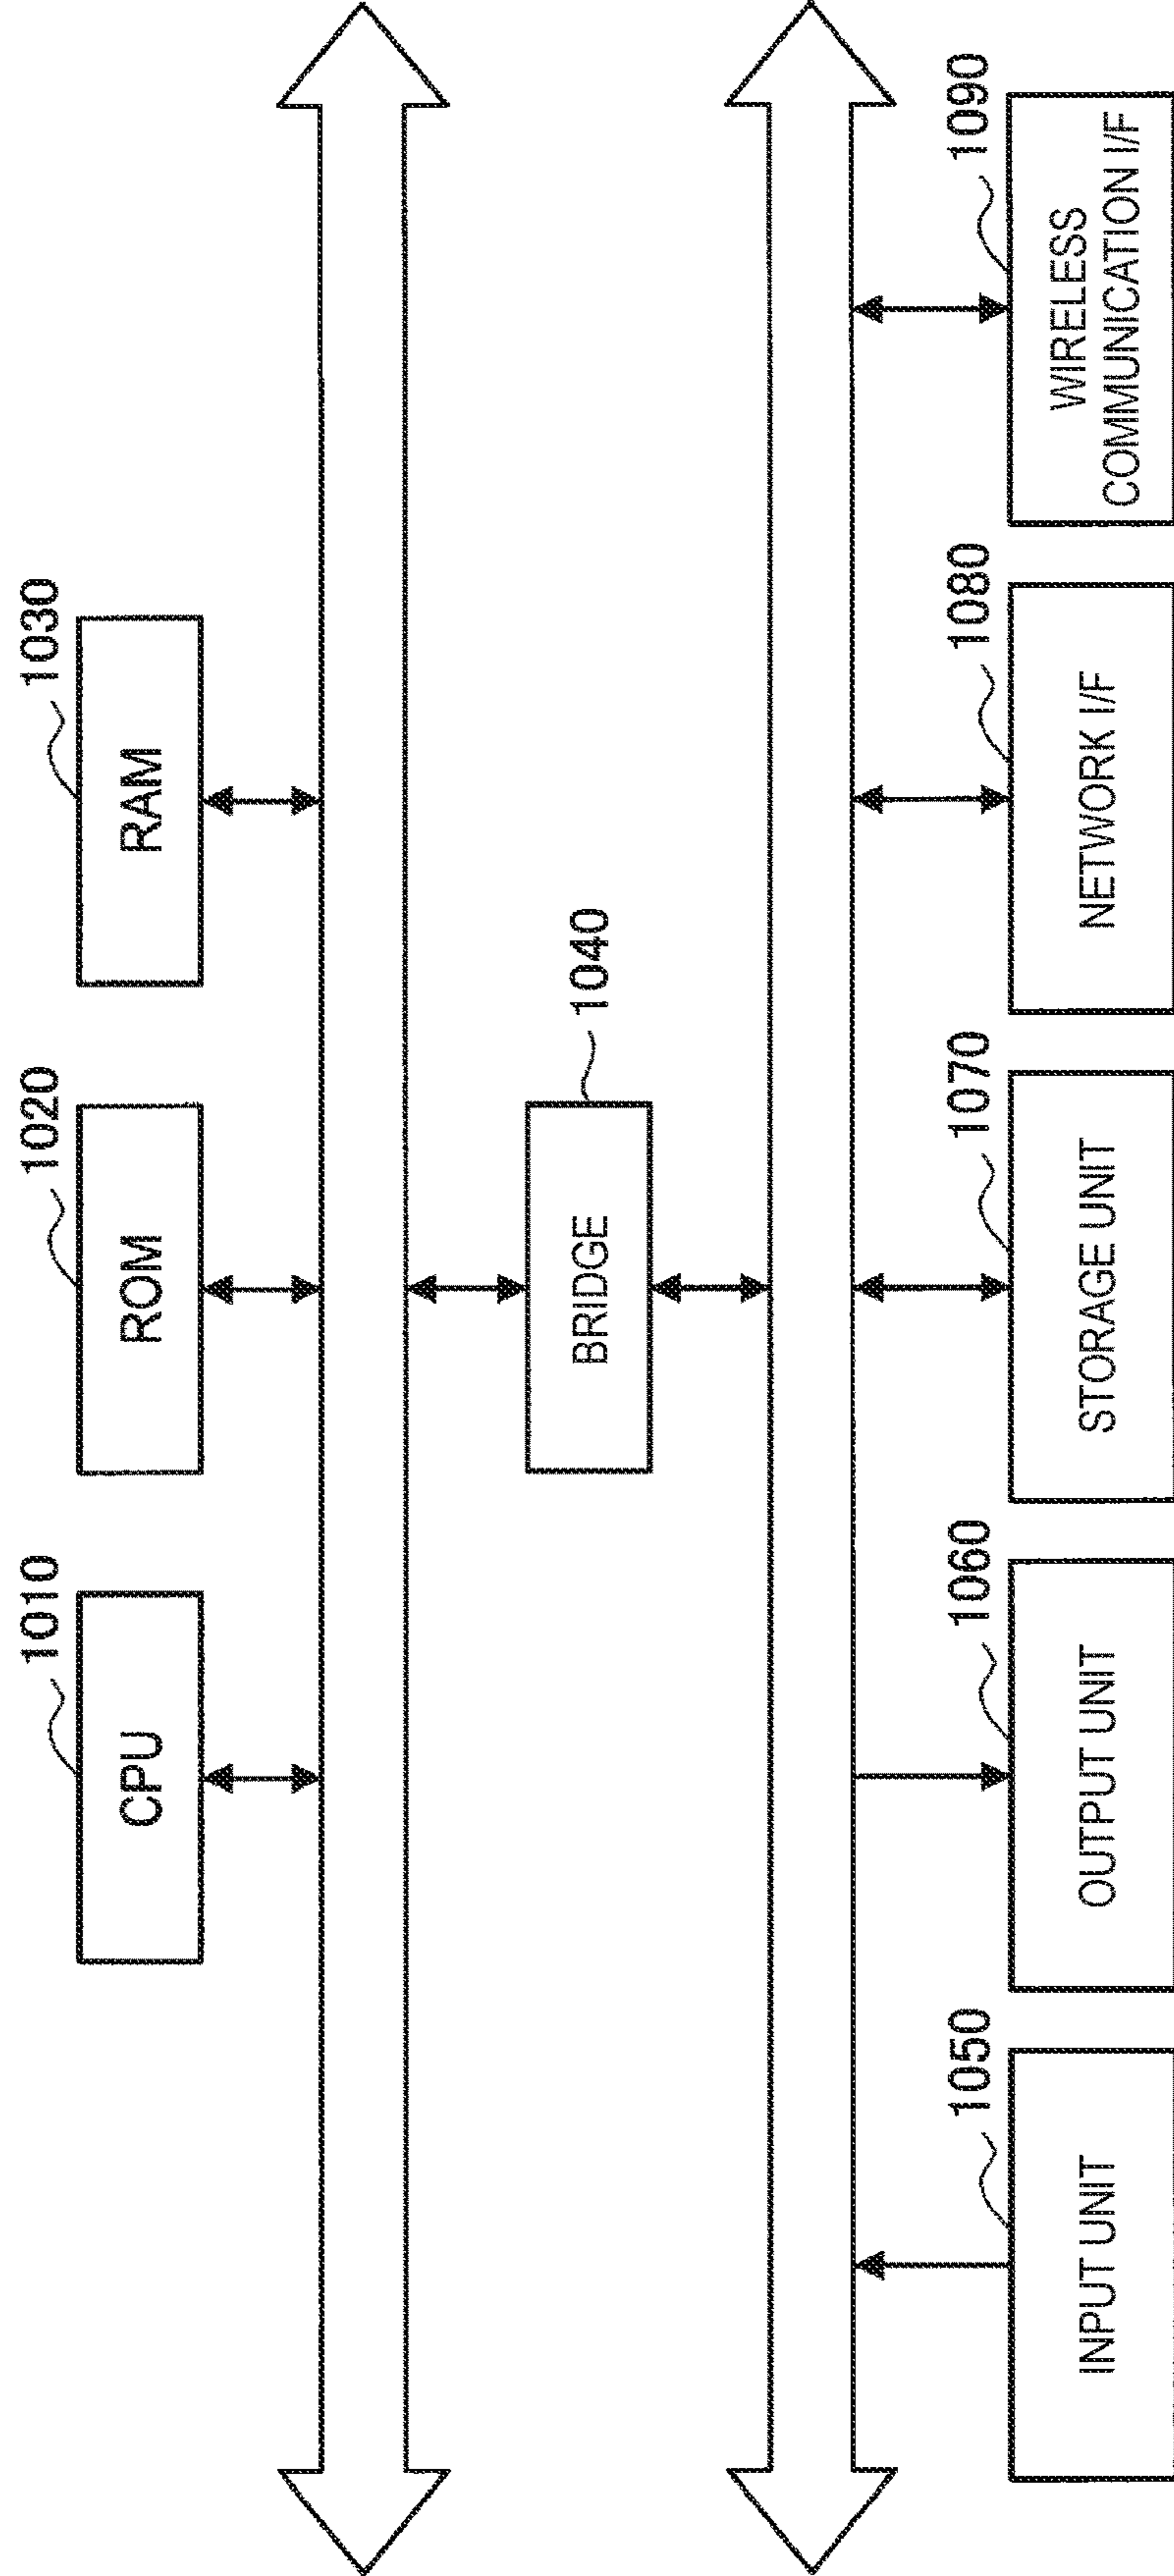 1010
CPU
1020
ROM
1030
RAM
1040
BRIDGE
1050
INPUT UNIT
1060
OUTPUT UNIT
1070
STORAGE UNIT
1080
NETWORK I/F
1090
WIRELESS
COMMUNICATION I/F